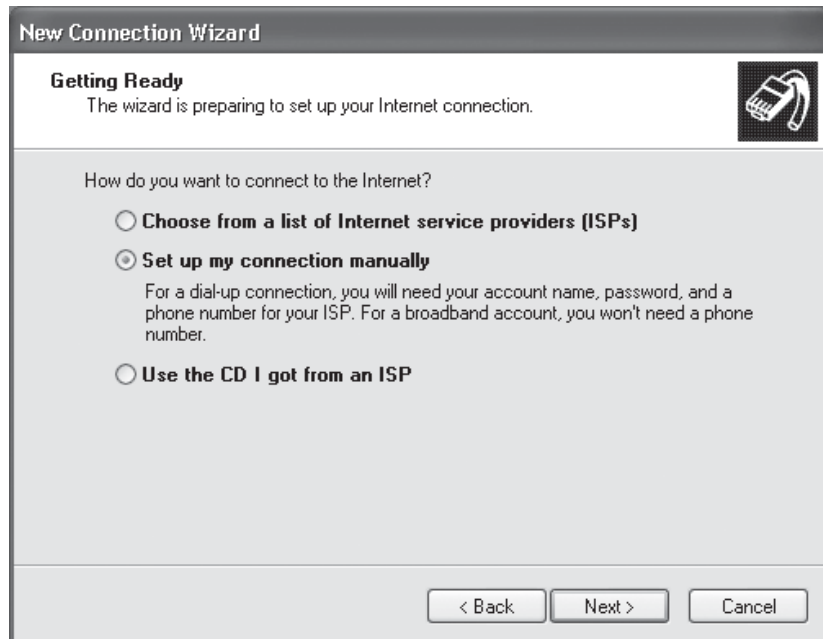 New Connection Wizard
Getting Ready
The wizard is preparing to set up your Internet connection.
How do you want to connect to the Internet?
Choose from a list of Internet service providers (ISPs)
Set up my connection manually
For a dial-up connection, you will need your account name, password, and a
phone number for your ISP. For a broadband account, you won't need a phone
number.
Use the CD I got from an ISP
< Back
Next >
Cancel